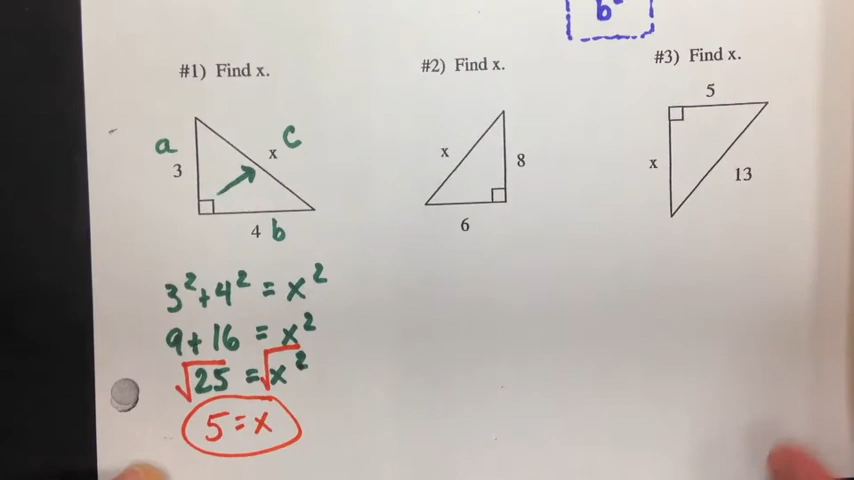 b²
#1) Find x.
#2) Find x.
#3) Find x.
a
3
x
c
4 b
x
8
6
5
x
13
3² + 4² = x²
9 + 16 = x²
√25 = √x²
5 = x